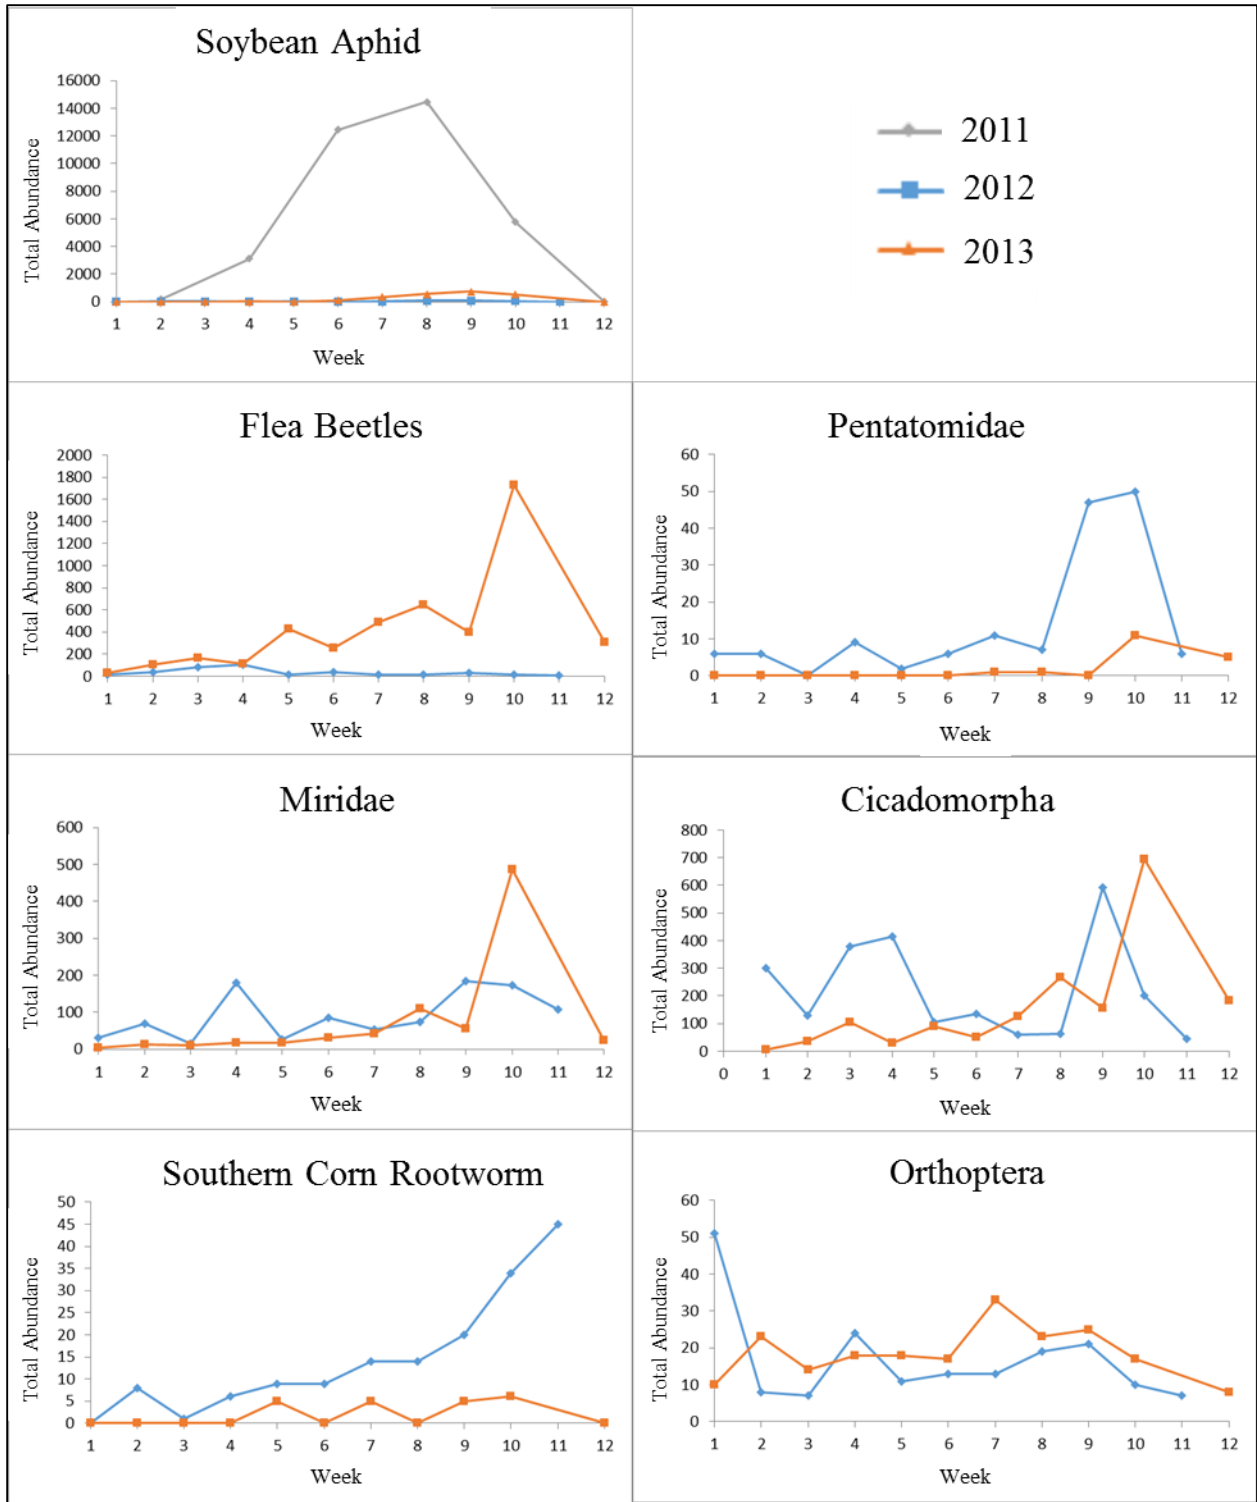 Soybean Aphid
16000
14000
12000
10000
8000
6000
4000
2000
0
Total Abundance
1 2 3 4 5 6 7 8 9 10 11 12
Week
2011
2012
2013
Flea Beetles
2000
1800
1600
1400
1200
1000
800
600
400
200
0
Total Abundance
1 2 3 4 5 6 7 8 9 10 11 12
Week
Pentatomidae
60
50
40
30
20
10
0
Total Abundance
1 2 3 4 5 6 7 8 9 10 11 12
Week
Miridae
600
500
400
300
200
100
0
Total Abundance
1 2 3 4 5 6 7 8 9 10 11 12
Week
Cicadomorpha
800
700
600
500
400
300
200
100
0
Total Abundance
0 1 2 3 4 5 6 7 8 9 10 11 12
Week
Southern Corn Rootworm
50
45
40
35
30
25
20
15
10
5
0
Total Abundance
1 2 3 4 5 6 7 8 9 10 11 12
Week
Orthoptera
60
50
40
30
20
10
0
Total Abundance
1 2 3 4 5 6 7 8 9 10 11 12
Week